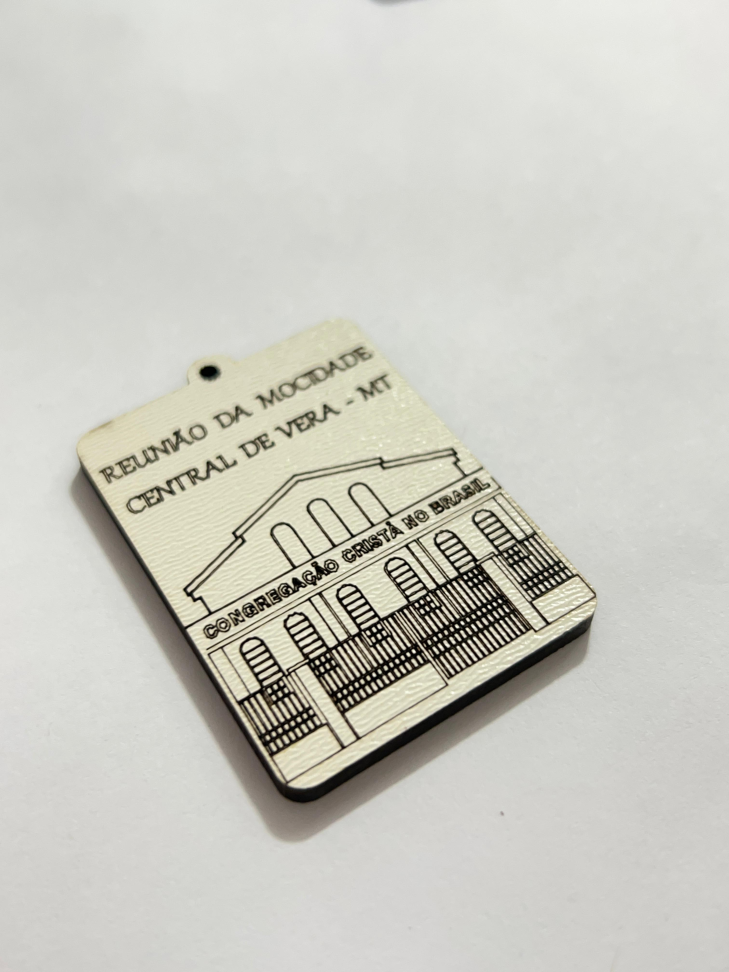 REUNIÃO DA MOCIDADE
CENTRAL DE VERA - MT
CONGREGAÇÃO CRISTÃ NO BRASIL